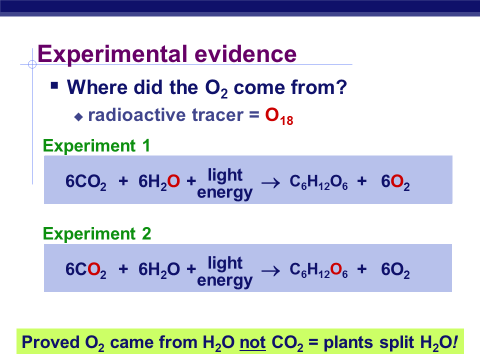 Experimental evidence
▪ Where did the O₂ come from?
◆ radioactive tracer = O₁₈
Experiment 1
6CO₂ + 6H₂O + light energy → C₆H₁₂O₆ + 6O₂
Experiment 2
6CO₂ + 6H₂O + light energy → C₆H₁₂O₆ + 6O₂
Proved O₂ came from H₂O not CO₂ = plants split H₂O!